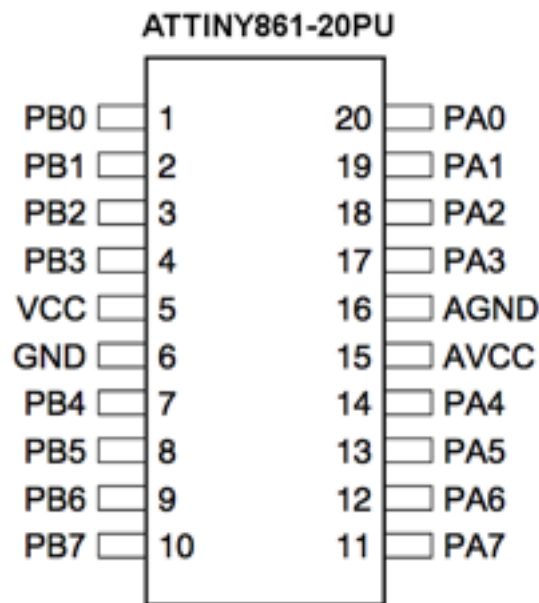 ATTINY861-20PU
PB0 1 20 PA0
PB1 2 19 PA1
PB2 3 18 PA2
PB3 4 17 PA3
VCC 5 16 AGND
GND 6 15 AVCC
PB4 7 14 PA4
PB5 8 13 PA5
PB6 9 12 PA6
PB7 10 11 PA7